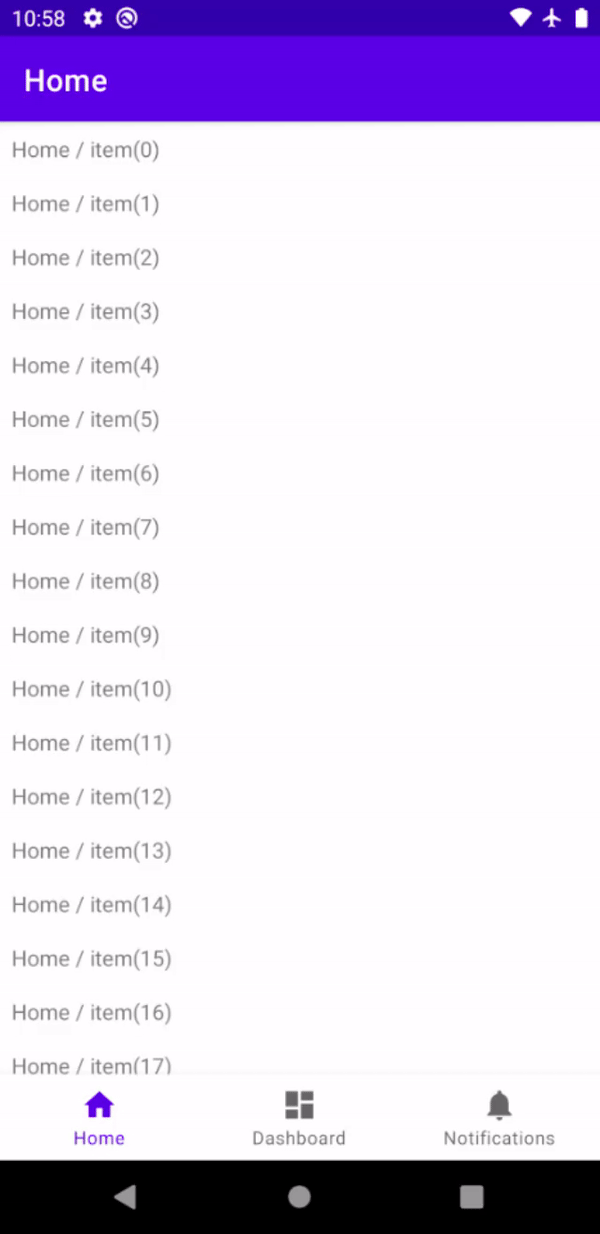 10:58
Home
Home / item(0)
Home / item(1)
Home / item(2)
Home / item(3)
Home / item(4)
Home / item(5)
Home / item(6)
Home / item(7)
Home / item(8)
Home / item(9)
Home / item(10)
Home / item(11)
Home / item(12)
Home / item(13)
Home / item(14)
Home / item(15)
Home / item(16)
Home / item(17)
Home Dashboard Notifications